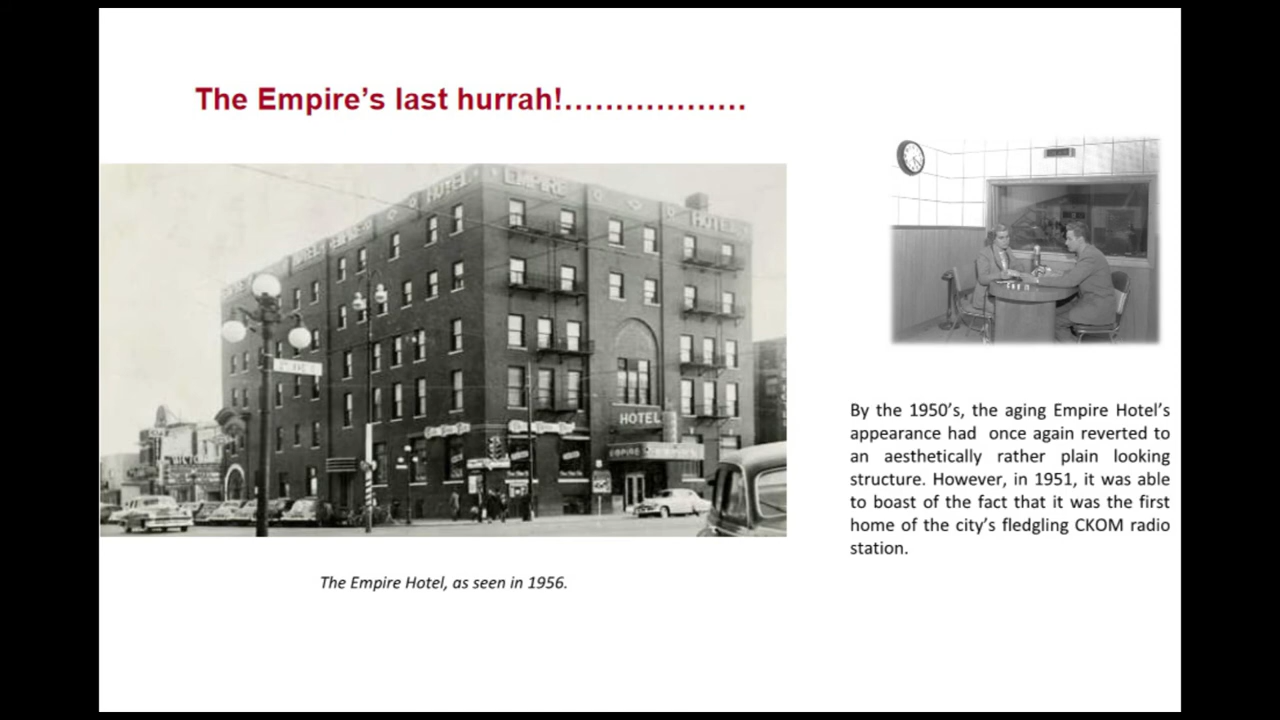 The Empire’s last hurrah!………………
HOTEL EMPIRE HOTEL
HOTEL
EMPIRE
The Empire Hotel, as seen in 1956.
By the 1950’s, the aging Empire Hotel’s
appearance had once again reverted to
an aesthetically rather plain looking
structure. However, in 1951, it was able
to boast of the fact that it was the first
home of the city’s fledgling CKOM radio
station.